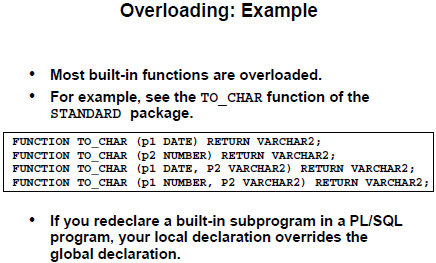 Overloading: Example
• Most built-in functions are overloaded.
• For example, see the TO_CHAR function of the
STANDARD package.
FUNCTION TO_CHAR (p1 DATE) RETURN VARCHAR2;
FUNCTION TO_CHAR (p2 NUMBER) RETURN VARCHAR2;
FUNCTION TO_CHAR (p1 DATE, P2 VARCHAR2) RETURN VARCHAR2;
FUNCTION TO_CHAR (p1 NUMBER, P2 VARCHAR2) RETURN VARCHAR2;
• If you redeclare a built-in subprogram in a PL/SQL
program, your local declaration overrides the
global declaration.